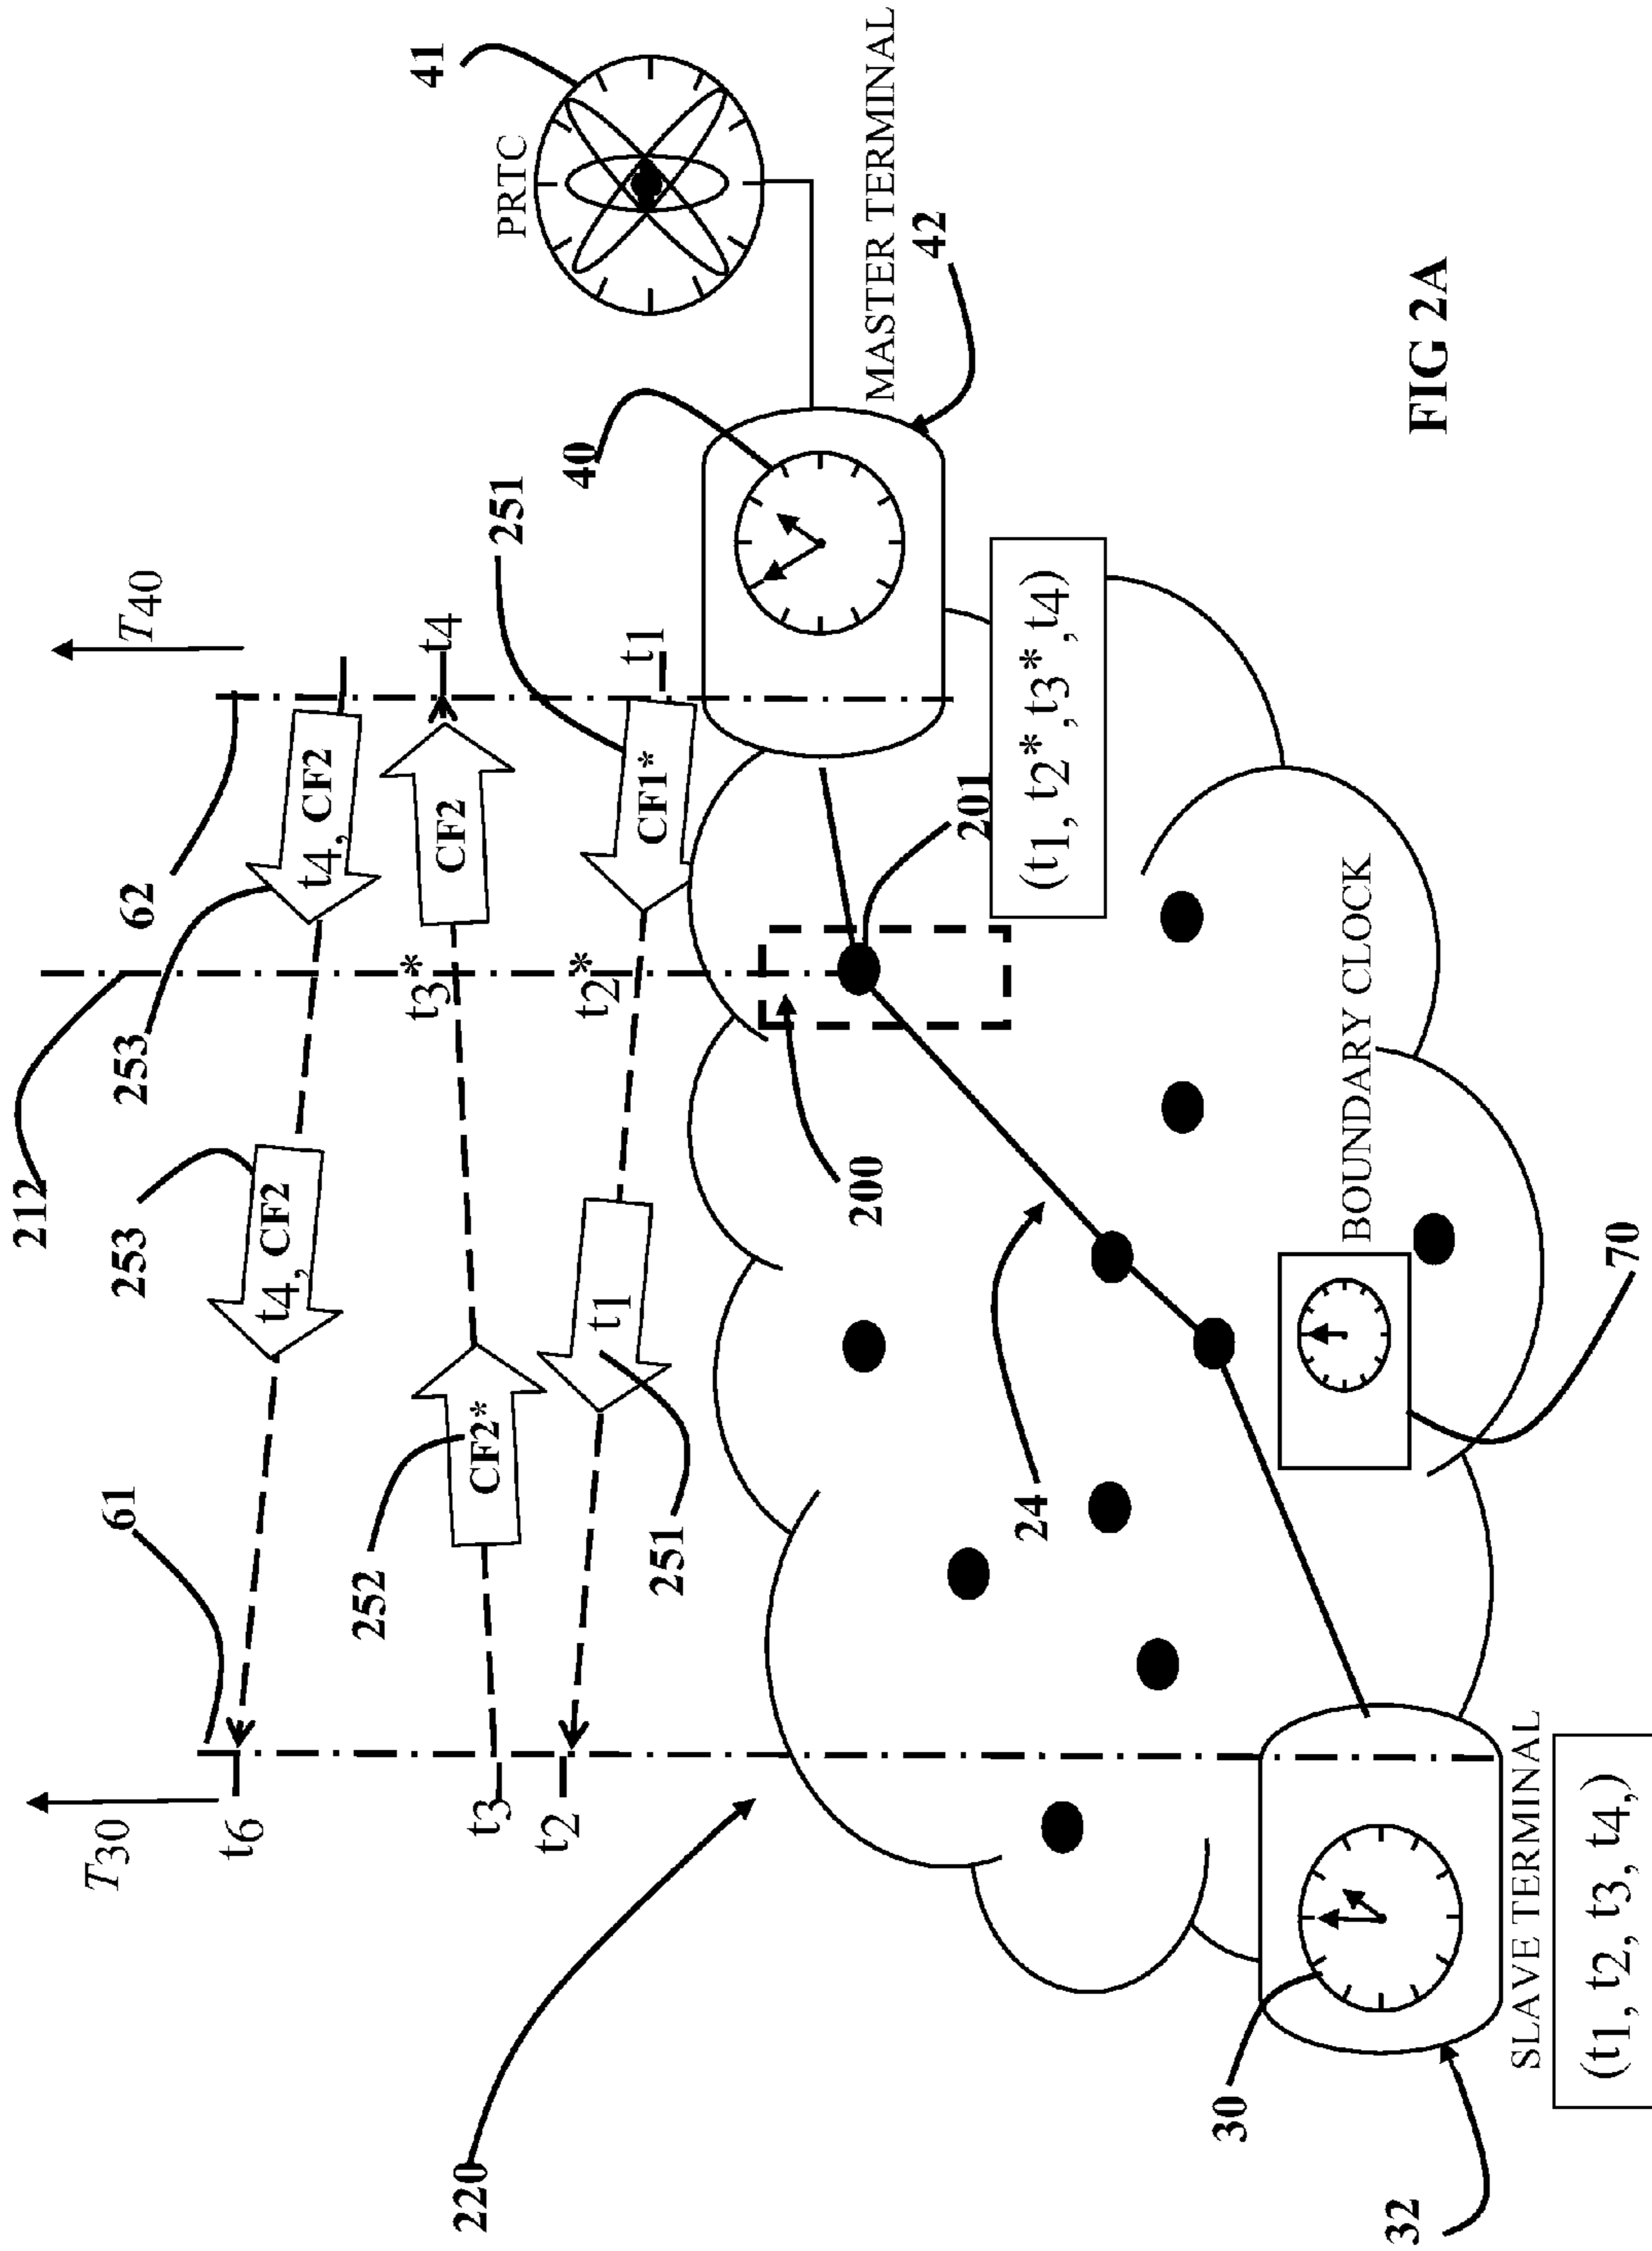 212
T30
61
253
253
62
T40
t6
t4, CF2
t4, CF2
252
t3*
CF2
t4
41
220
t3
CF2*
251
PRTC
t2
t2*
40
t1
CF1*
t1
251
200
MASTER TERMINAL
42
201
24
(t1, t2*,t3*,t4)
30
BOUNDARY CLOCK
32
FIG 2A
SLAVE TERMINAL
(t1, t2, t3, t4,)
70